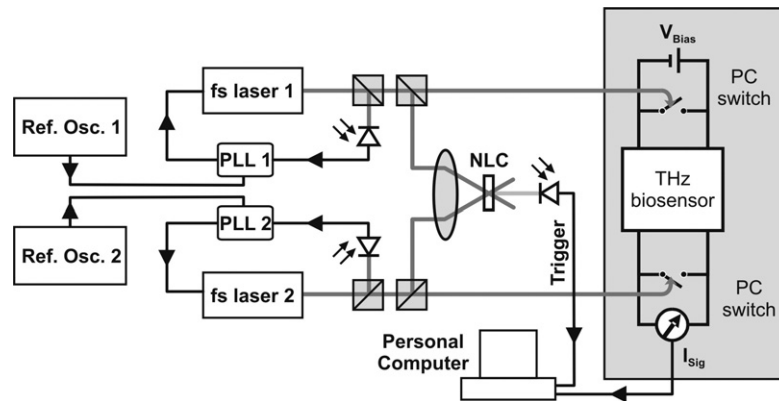 V_Bias
PC
switch
fs laser 1
Ref. Osc. 1
PLL 1
NLC
THz
biosensor
PLL 2
Ref. Osc. 2
fs laser 2
Trigger
PC
switch
Personal
Computer
I_Sig